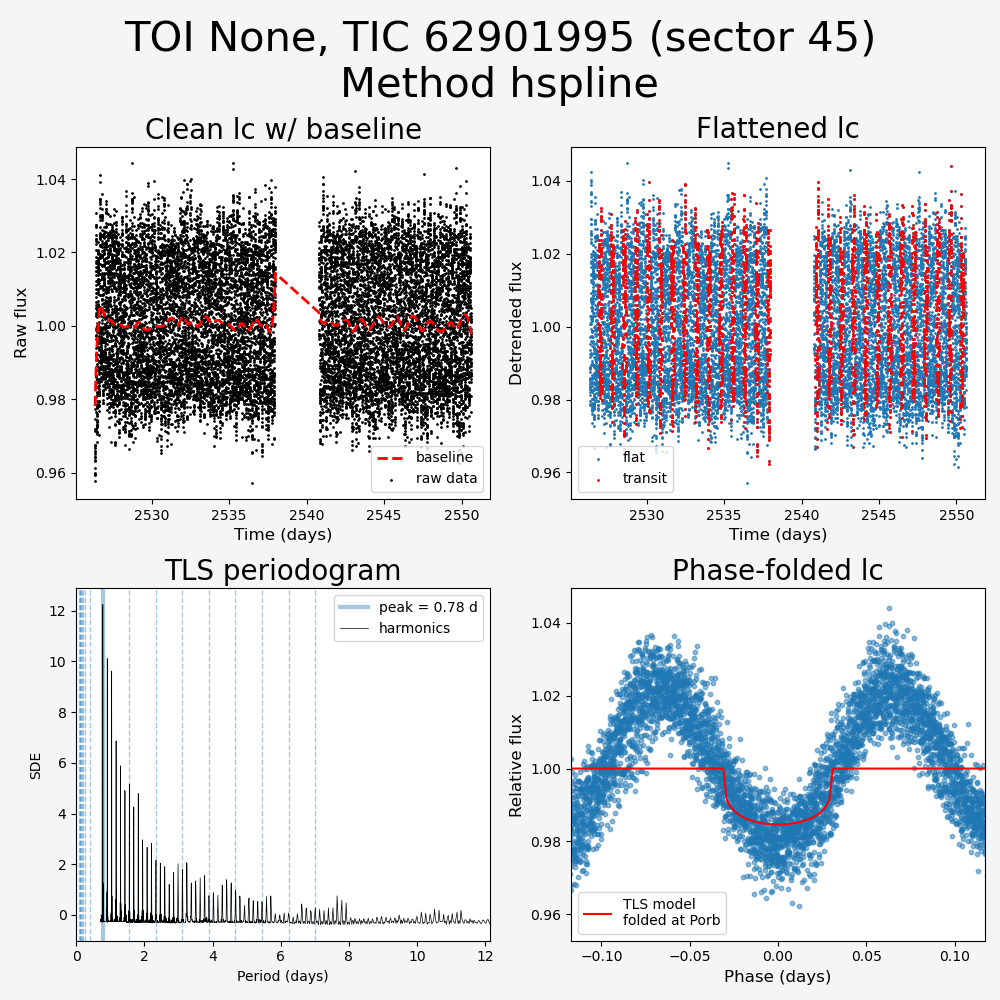 TOI None, TIC 62901995 (sector 45)
Method hspline
Clean lc w/ baseline
Raw flux
1.04
1.02
1.00
0.98
0.96
baseline
raw data
2530
2535
2540
2545
2550
Time (days)
Flattened lc
Detrended flux
1.04
1.02
1.00
0.98
0.96
flat
transit
2530
2535
2540
2545
2550
Time (days)
TLS periodogram
SDE
12
10
8
6
4
2
0
peak = 0.78 d
harmonics
0
2
4
6
8
10
12
Period (days)
Phase-folded lc
Relative flux
1.04
1.02
1.00
0.98
0.96
TLS model
folded at Porb
−0.10
−0.05
0.00
0.05
0.10
Phase (days)